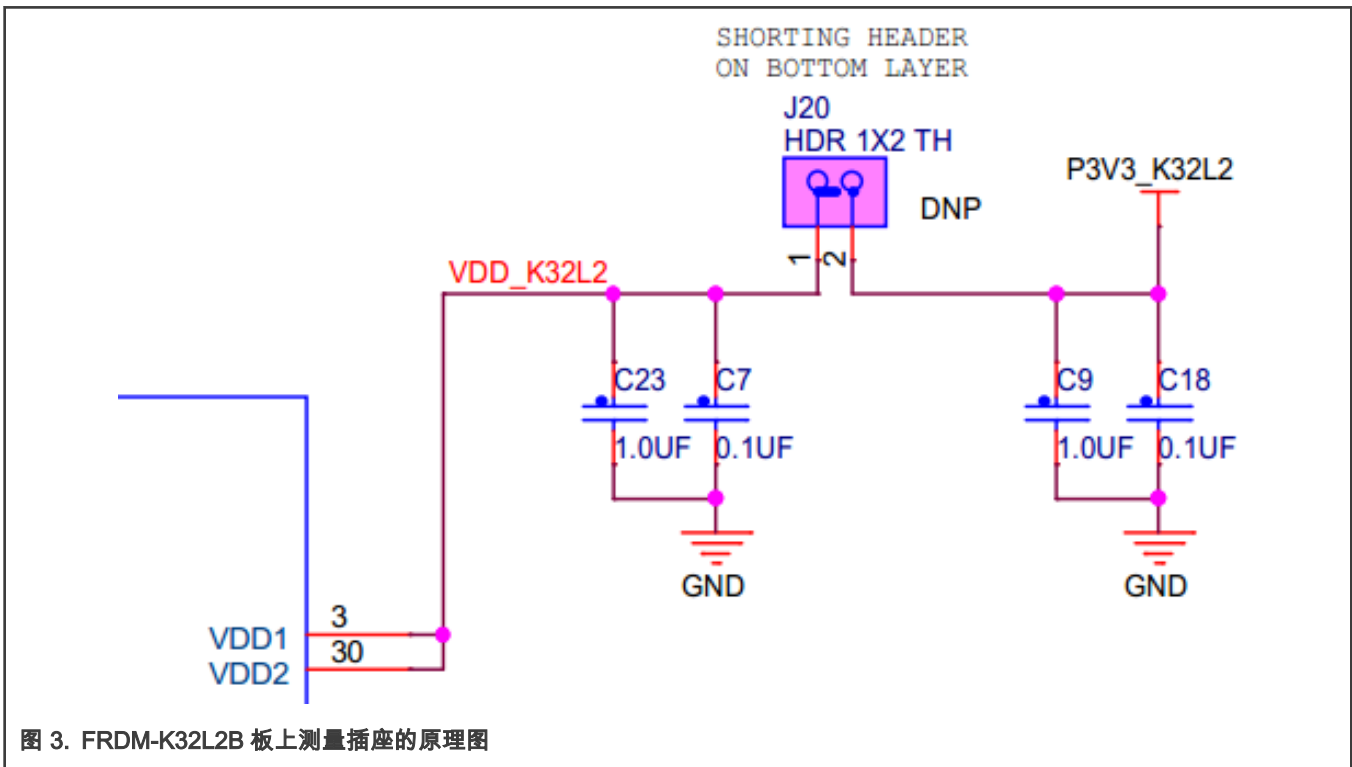 SHORTING HEADER
ON BOTTOM LAYER
J20
HDR 1X2 TH
P3V3_K32L2
DNP
1
2
VDD_K32L2
C23
C7
C9
C18
1.0UF
0.1UF
1.0UF
0.1UF
GND
GND
3
VDD1
30
VDD2
图 3. FRDM-K32L2B 板上测量插座的原理图